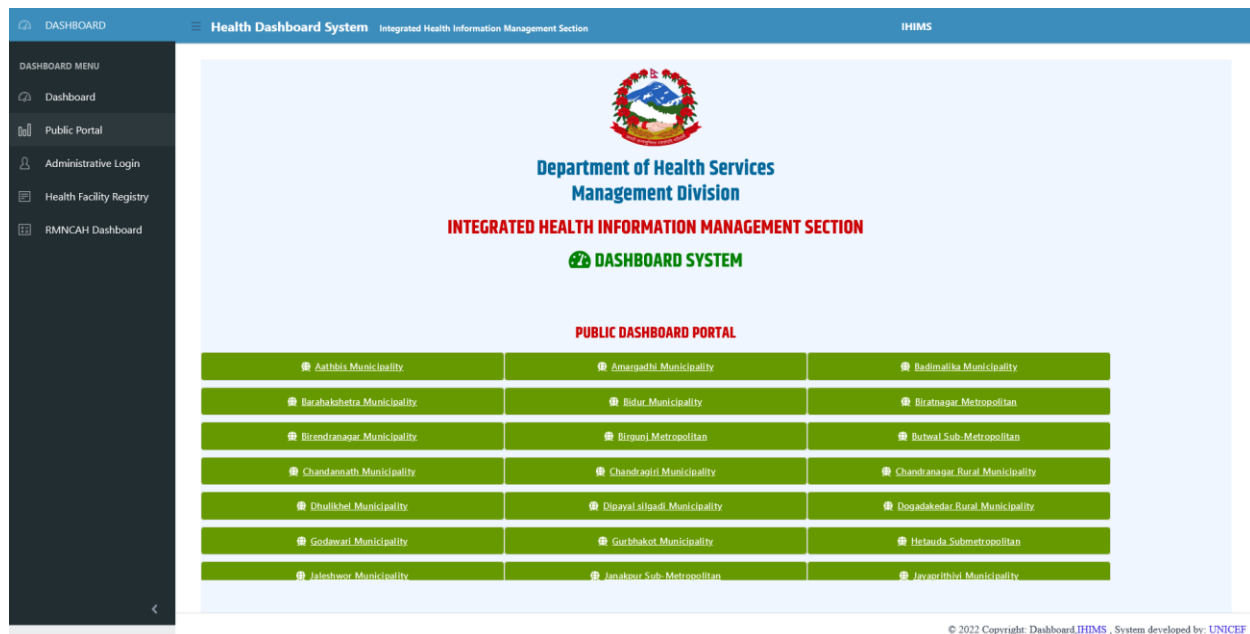 DASHBOARD
Health Dashboard System Integrated Health Information Management Section
IHIMS
DASHBOARD MENU
Dashboard
Public Portal
Administrative Login
Health Facility Registry
RMNCAH Dashboard
Department of Health Services
Management Division
INTEGRATED HEALTH INFORMATION MANAGEMENT SECTION
DASHBOARD SYSTEM
PUBLIC DASHBOARD PORTAL
Aathbis Municipality
Amargadhi Municipality
Badimalika Municipality
Barahakshetra Municipality
Bidur Municipality
Biratnagar Metropolitan
Birendranagar Municipality
Birgunj Metropolitan
Butwal Sub-Metropolitan
Chandannath Municipality
Chandragiri Municipality
Chandranagar Rural Municipality
Dhulikhel Municipality
Dipayal silgadi Municipality
Dogadakedar Rural Municipality
Godawari Municipality
Gurbhakot Municipality
Hetauda Submetropolitan
Jaleshwor Municipality
Janakpur Sub-Metropolitan
Jayaprithivi Municipality
© 2022 Copyright: Dashboard,IHIMS , System developed by: UNICEF